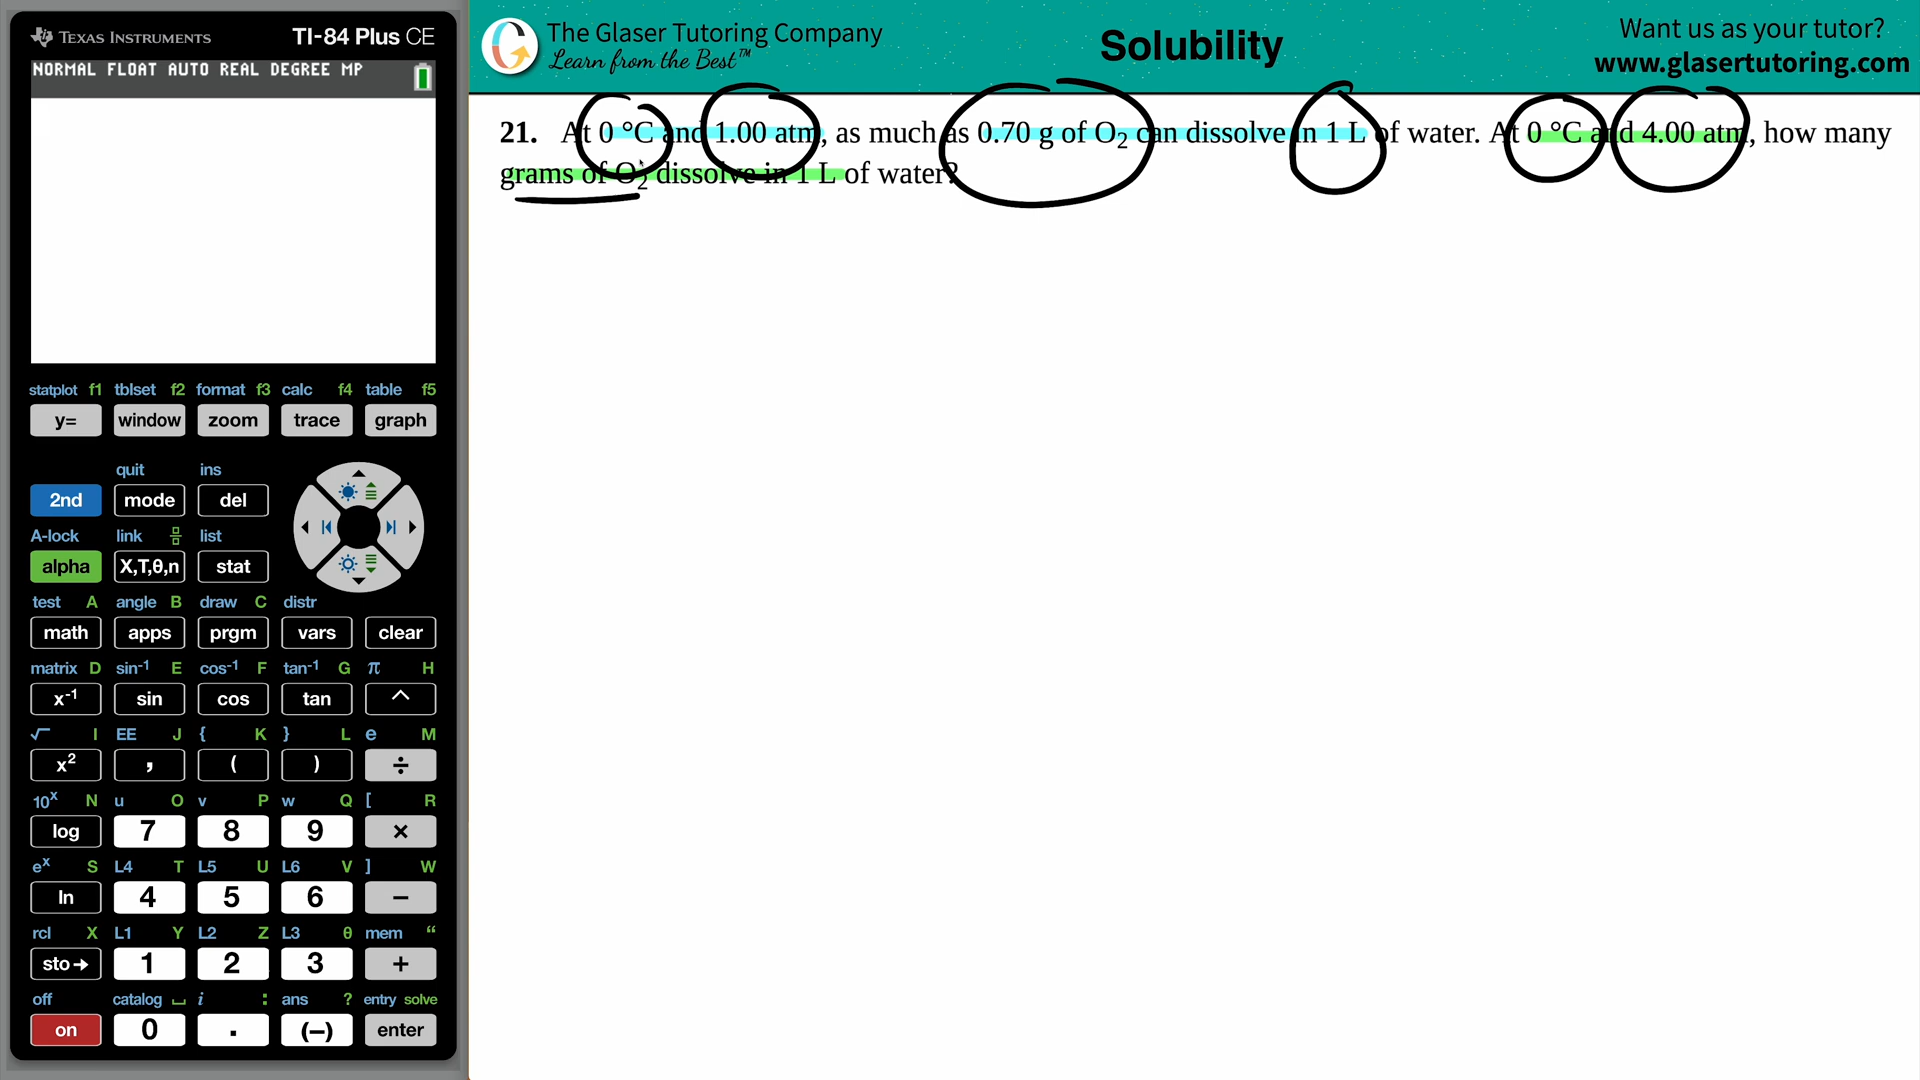 TEXAS INSTRUMENTS TI-84 Plus CE
NORMAL FLOAT AUTO REAL DEGREE MP
statplot f1 tblset f2 format f3 calc f4 table f5
y= window zoom trace graph
quit ins
2nd mode del
A-lock link list
alpha X,T,θ,n stat
test A angle B draw C distr
math apps prgm vars clear
matrix D sin⁻¹ E cos⁻¹ F tan⁻¹ G π H
x⁻¹ sin cos tan ^
√ I EE J { K } L e M
x² , ( ) ÷
10ˣ N u O v P w Q [ R
log 7 8 9 ×
eˣ S L4 T L5 U L6 V ] W
ln 4 5 6 −
rcl X L1 Y L2 Z L3 θ mem “
sto→ 1 2 3 +
off catalog ⎵ i : ans ? entry solve
on 0 . (−) enter
The Glaser Tutoring Company
Learn from the Best™
Solubility
Want us as your tutor?
www.glasertutoring.com
21. At 0 °C and 1.00 atm, as much as 0.70 g of O₂ can dissolve in 1 L of water. At 0 °C and 4.00 atm, how many
grams of O₂ dissolve in 1 L of water?